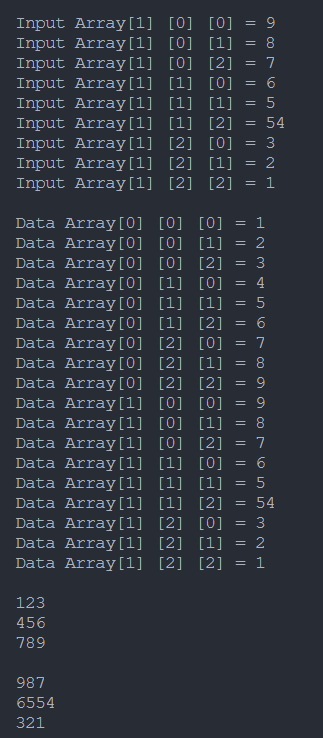 Input Array[1] [0] [0] = 9
Input Array[1] [0] [1] = 8
Input Array[1] [0] [2] = 7
Input Array[1] [1] [0] = 6
Input Array[1] [1] [1] = 5
Input Array[1] [1] [2] = 54
Input Array[1] [2] [0] = 3
Input Array[1] [2] [1] = 2
Input Array[1] [2] [2] = 1

Data Array[0] [0] [0] = 1
Data Array[0] [0] [1] = 2
Data Array[0] [0] [2] = 3
Data Array[0] [1] [0] = 4
Data Array[0] [1] [1] = 5
Data Array[0] [1] [2] = 6
Data Array[0] [2] [0] = 7
Data Array[0] [2] [1] = 8
Data Array[0] [2] [2] = 9
Data Array[1] [0] [0] = 9
Data Array[1] [0] [1] = 8
Data Array[1] [0] [2] = 7
Data Array[1] [1] [0] = 6
Data Array[1] [1] [1] = 5
Data Array[1] [1] [2] = 54
Data Array[1] [2] [0] = 3
Data Array[1] [2] [1] = 2
Data Array[1] [2] [2] = 1

123
456
789

987
6554
321